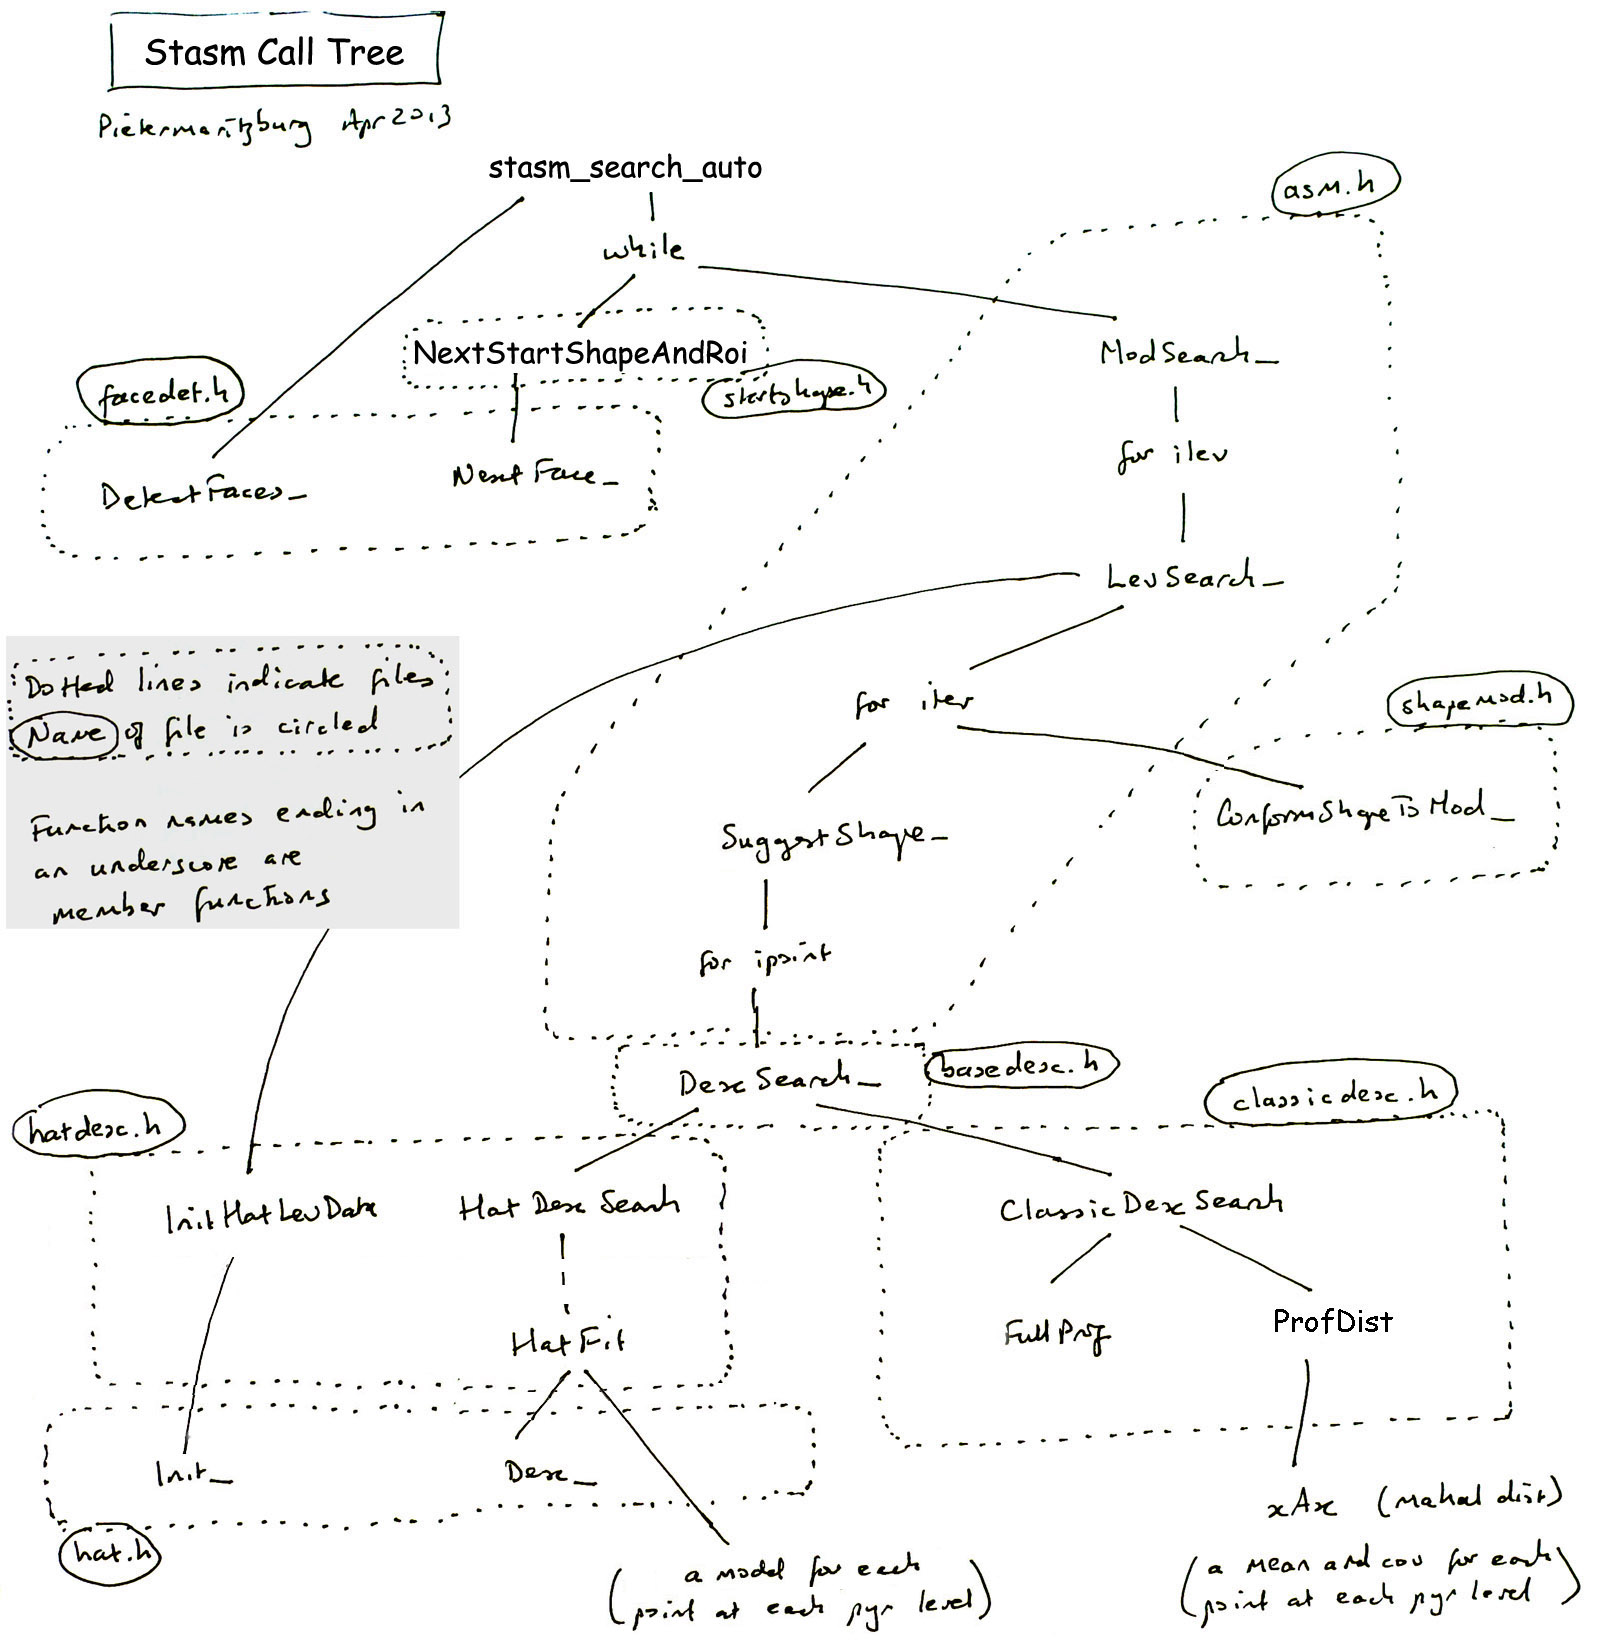 Stasm Call Tree
Pietermaritzburg Apr 2013
stasm_search_auto
asm.h
while
NextStartShapeAndRoi
ModSearch_
facedet.h
startshape.h
for ilev
DetectFaces_
NextFace_
LevSearch_
Dotted lines indicate files
Name of file is circled
for iter
shapemod.h
Function names ending in
an underscore are
member functions
SuggestShape_
ConformShapeToMod_
for ipoint
DescSearch_
basedesc.h
classicdesc.h
hatdesc.h
InitHatLevData
HatDescSearch
ClassicDescSearch
HatFit
FullProf
ProfDist
Init_
Desc_
xAx (mahal dist)
hat.h
(a model for each
point at each pyr level)
(a mean and cov for each
point at each pyr level)